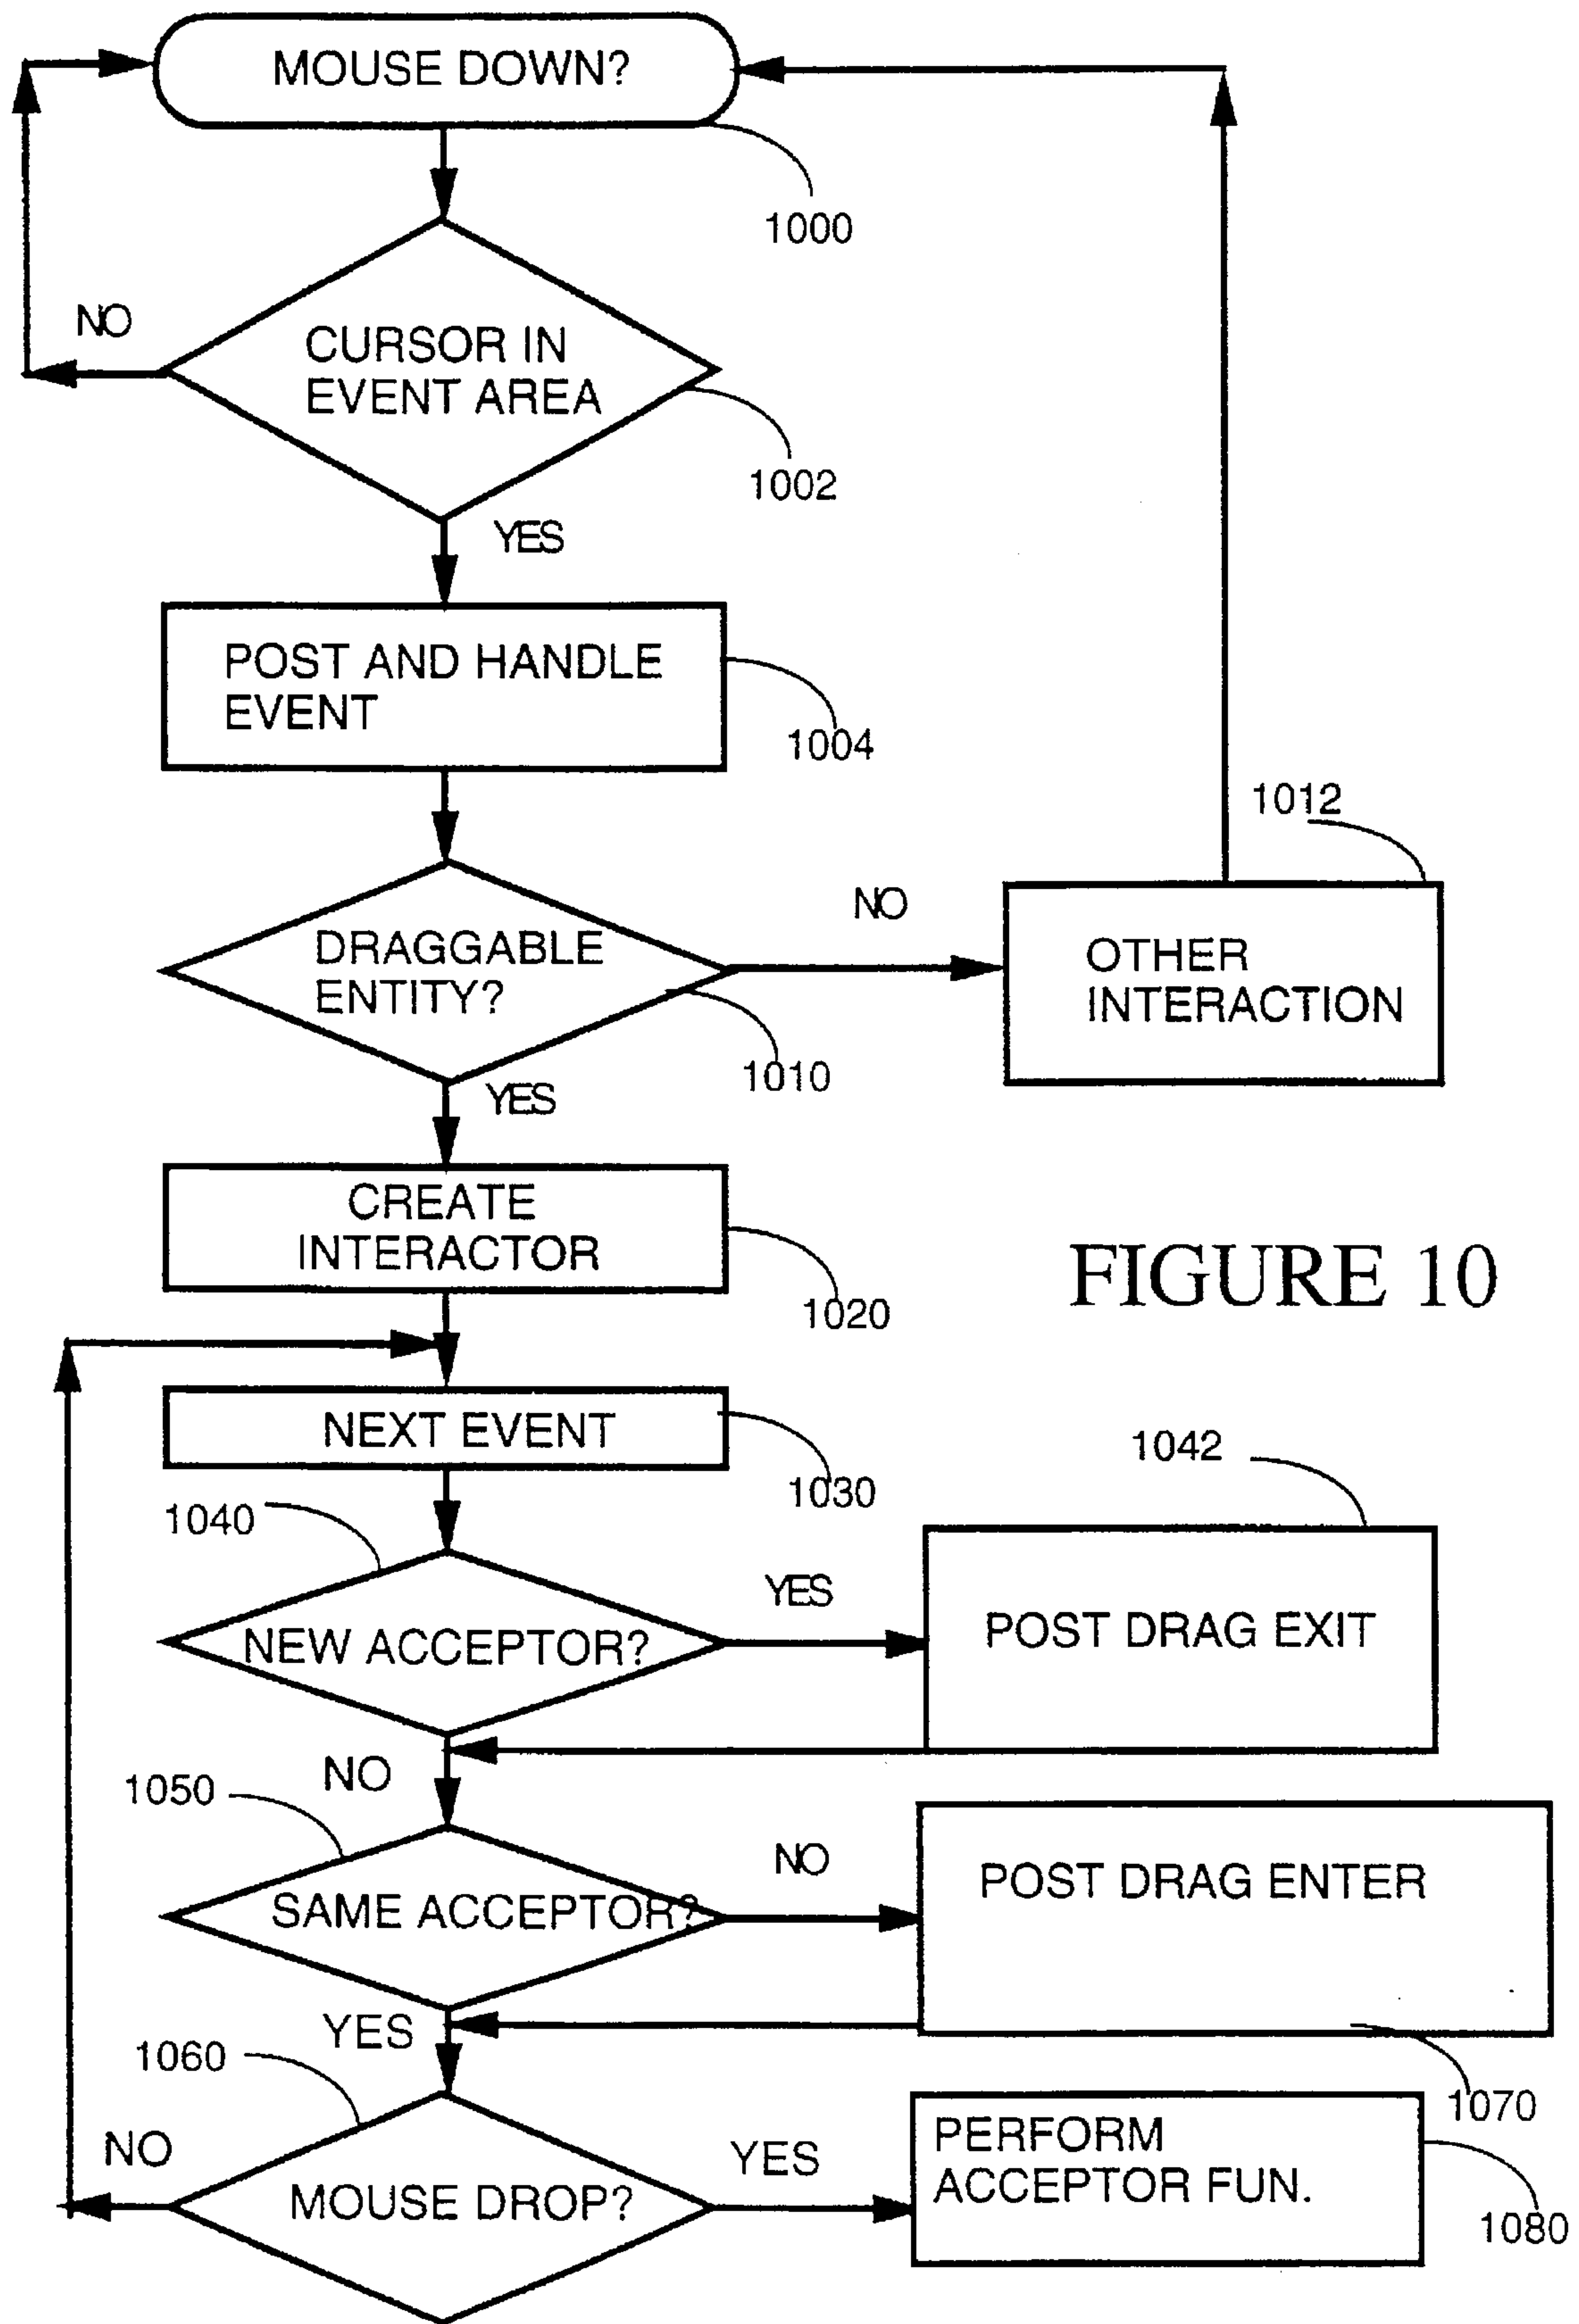 MOUSE DOWN?
1000
NO
CURSOR IN
EVENT AREA
1002
YES
POST AND HANDLE
EVENT
1004
1012
NO
DRAGGABLE
ENTITY?
OTHER
INTERACTION
1010
YES
CREATE
INTERACTOR
1020
FIGURE 10
NEXT EVENT
1030
1042
1040
YES
NEW ACCEPTOR?
POST DRAG EXIT
NO
1050
NO
SAME ACCEPTOR?
POST DRAG ENTER
YES
1060
1070
NO
YES
MOUSE DROP?
PERFORM
ACCEPTOR FUN.
1080